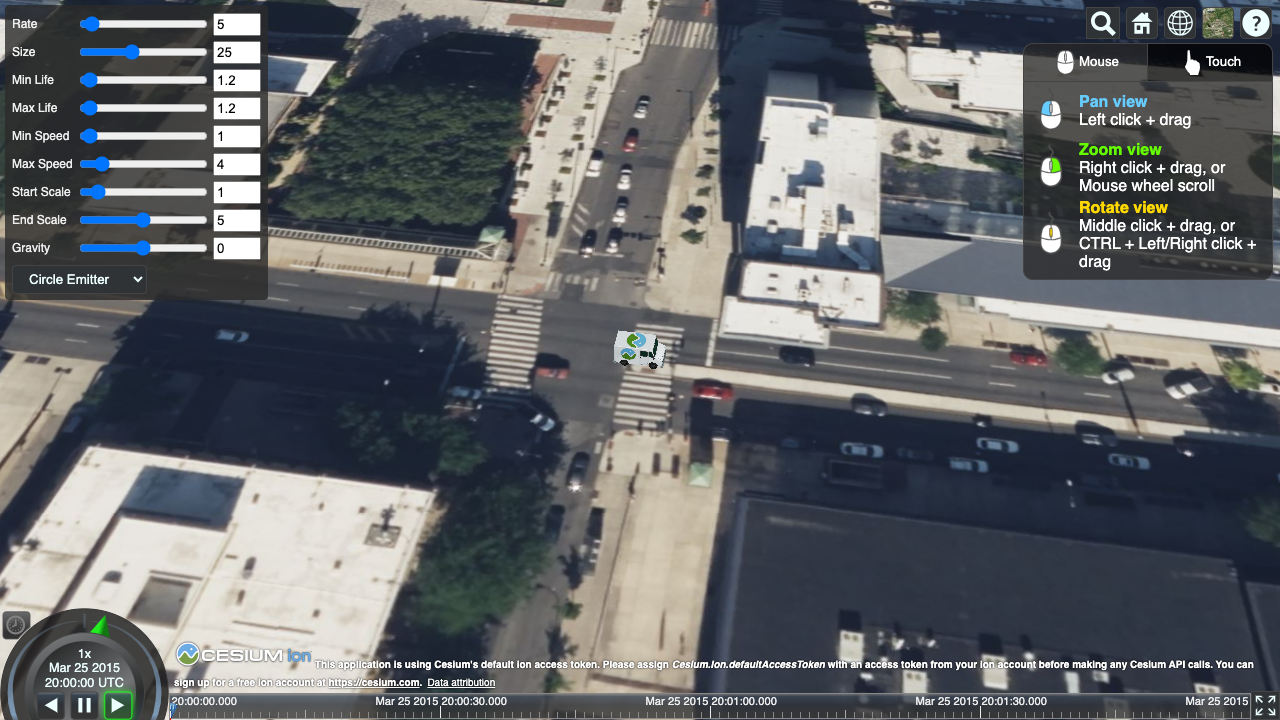 Rate 5
Size 25
Min Life 1.2
Max Life 1.2
Min Speed 1
Max Speed 4
Start Scale 1
End Scale 5
Gravity 0
Circle Emitter
Mouse Touch
Pan view
Left click + drag
Zoom view
Right click + drag, or
Mouse wheel scroll
Rotate view
Middle click + drag, or
CTRL + Left/Right click +
drag
1x
Mar 25 2015
20:00:00 UTC
CESIUM ion This application is using Cesium's default ion access token. Please assign Cesium.Ion.defaultAccessToken with an access token from your ion account before making any Cesium API calls. You can
sign up for a free ion account at https://cesium.com. Data attribution
20:00:00.000 Mar 25 2015 20:00:30.000 Mar 25 2015 20:01:00.000 Mar 25 2015 20:01:30.000 Mar 25 2015